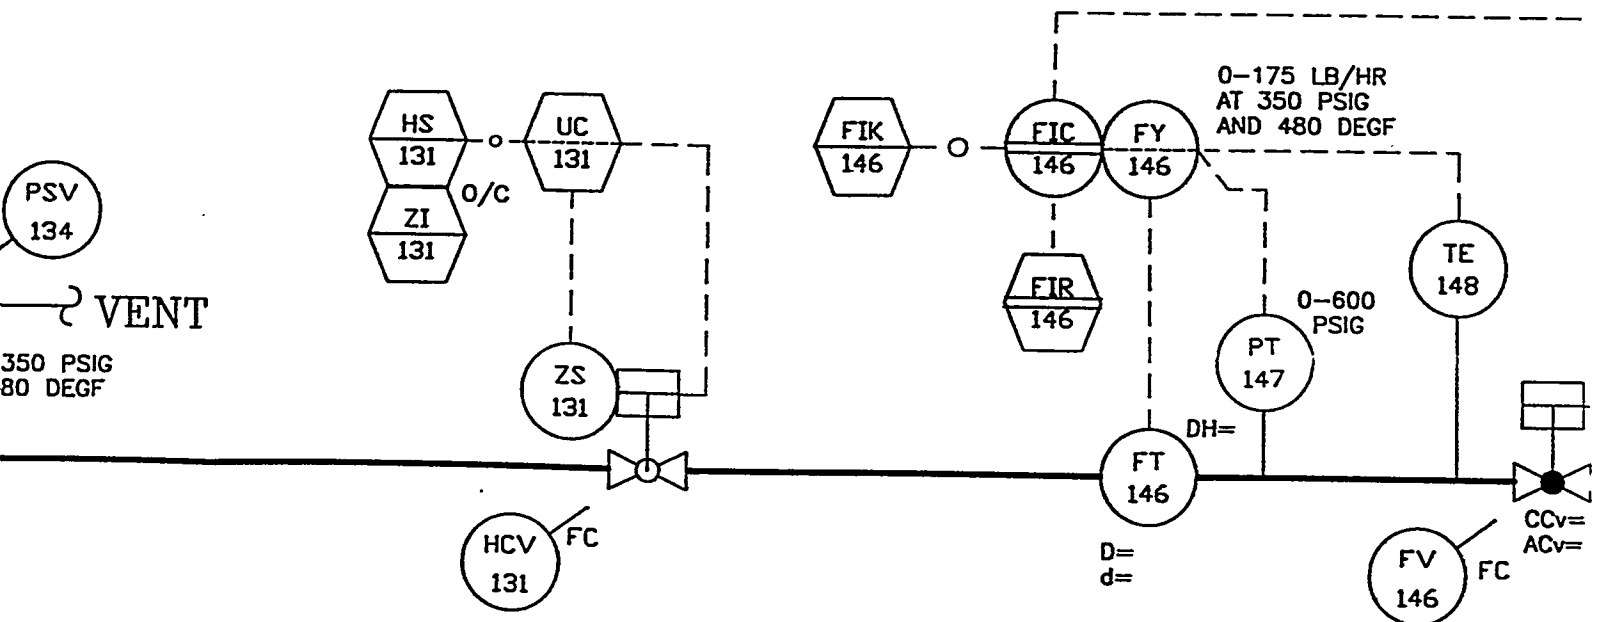 PSV
134
VENT
350 PSIG
80 DEGF
HS
131
O/C
ZI
131
UC
131
ZS
131
HCV
131
FC
FIK
146
FIC
146
FY
146
0-175 LB/HR
AT 350 PSIG
AND 480 DEGF
FIR
146
0-600
PSIG
PT
147
TE
148
DH=
FT
146
D=
d=
FV
146
FC
CCv=
ACv=